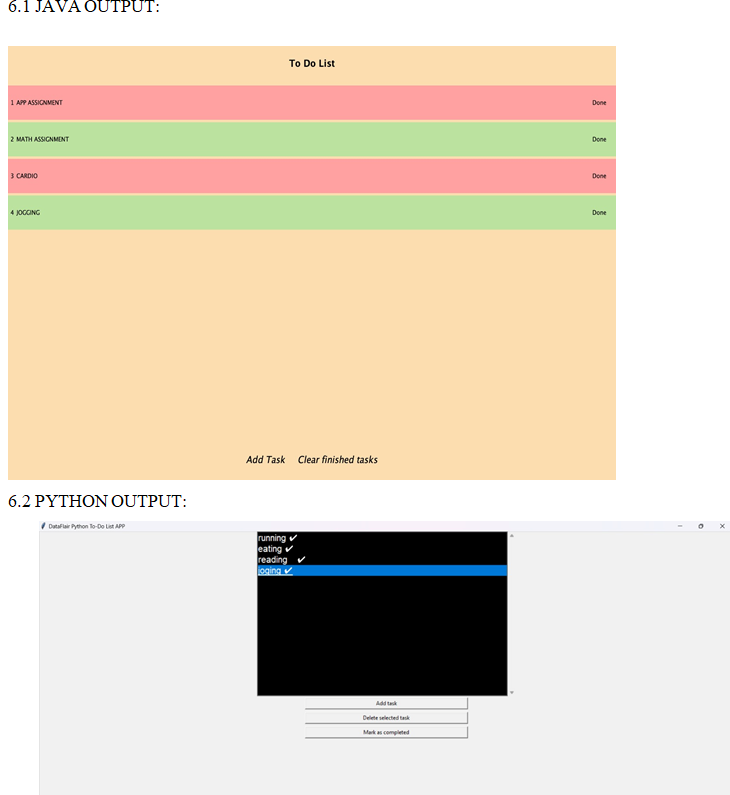 6.1 JAVA OUTPUT:
To Do List
1 APP ASSIGNMENT Done
2 MATH ASSIGNMENT Done
3 CARDIO Done
4 JOGGING Done
Add Task Clear finished tasks
6.2 PYTHON OUTPUT:
DataFlair Python To-Do List APP
running ✔
eating ✔
reading ✔
joging ✔
Add task
Delete selected task
Mark as completed